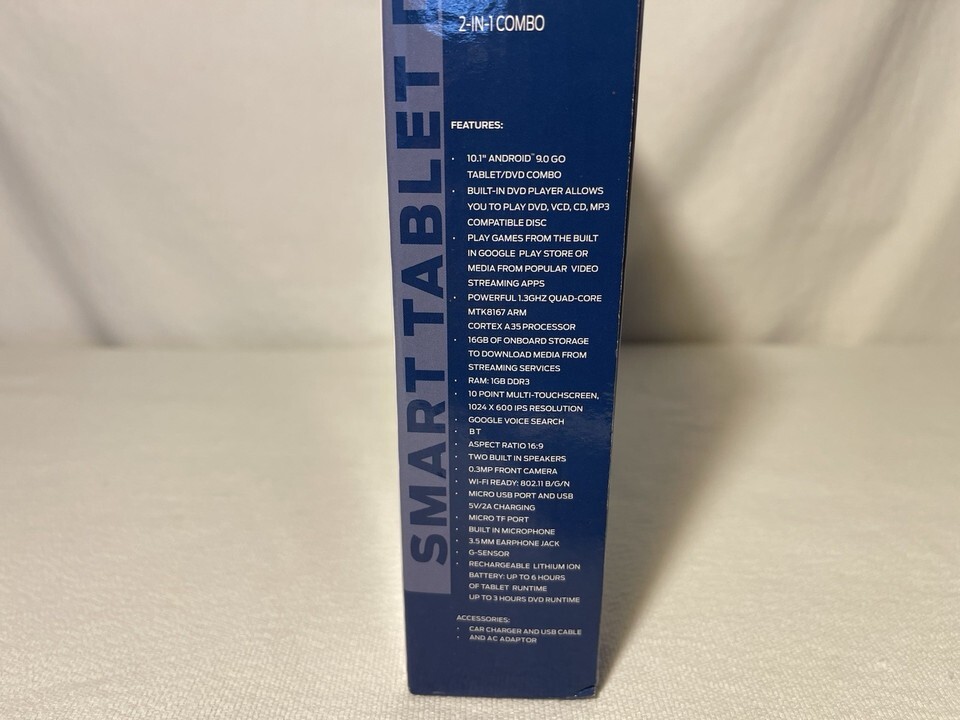 2-IN-1 COMBO
SMART TABLET
FEATURES:
· 10.1" ANDROID™ 9.0 GO
TABLET/DVD COMBO
· BUILT-IN DVD PLAYER ALLOWS
YOU TO PLAY DVD, VCD, CD, MP3
COMPATIBLE DISC
· PLAY GAMES FROM THE BUILT
IN GOOGLE PLAY STORE OR
MEDIA FROM POPULAR VIDEO
STREAMING APPS
· POWERFUL 1.3GHZ QUAD-CORE
MTK8167 ARM
CORTEX A35 PROCESSOR
· 16GB OF ONBOARD STORAGE
TO DOWNLOAD MEDIA FROM
STREAMING SERVICES
· RAM: 1GB DDR3
· 10 POINT MULTI-TOUCHSCREEN,
1024 X 600 IPS RESOLUTION
· GOOGLE VOICE SEARCH
· BT
· ASPECT RATIO 16:9
· TWO BUILT IN SPEAKERS
· 0.3MP FRONT CAMERA
· WI-FI READY: 802.11 B/G/N
· MICRO USB PORT AND USB
5V/2A CHARGING
· MICRO TF PORT
· BUILT IN MICROPHONE
· 3.5 MM EARPHONE JACK
· G-SENSOR
· RECHARGEABLE LITHIUM ION
BATTERY: UP TO 6 HOURS
OF TABLET RUNTIME
UP TO 3 HOURS DVD RUNTIME
ACCESSORIES:
· CAR CHARGER AND USB CABLE
· AND AC ADAPTOR